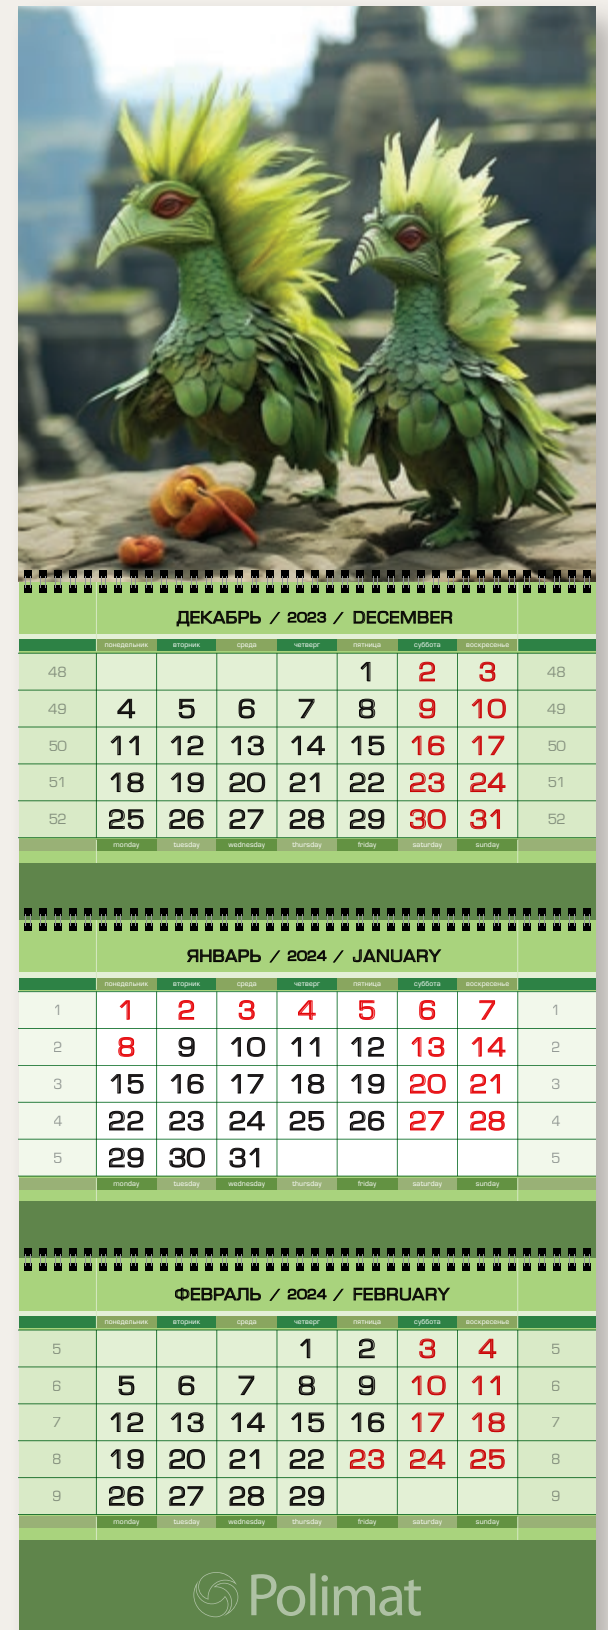 ДЕКАБРЬ / 2023 / DECEMBER
понедельник вторник среда четверг пятница суббота воскресенье
48 1 2 3 48
49 4 5 6 7 8 9 10 49
50 11 12 13 14 15 16 17 50
51 18 19 20 21 22 23 24 51
52 25 26 27 28 29 30 31 52
monday tuesday wednesday thursday friday saturday sunday
ЯНВАРЬ / 2024 / JANUARY
понедельник вторник среда четверг пятница суббота воскресенье
1 1 2 3 4 5 6 7 1
2 8 9 10 11 12 13 14 2
3 15 16 17 18 19 20 21 3
4 22 23 24 25 26 27 28 4
5 29 30 31 5
monday tuesday wednesday thursday friday saturday sunday
ФЕВРАЛЬ / 2024 / FEBRUARY
понедельник вторник среда четверг пятница суббота воскресенье
5 1 2 3 4 5
6 5 6 7 8 9 10 11 6
7 12 13 14 15 16 17 18 7
8 19 20 21 22 23 24 25 8
9 26 27 28 29 9
monday tuesday wednesday thursday friday saturday sunday
Polimat